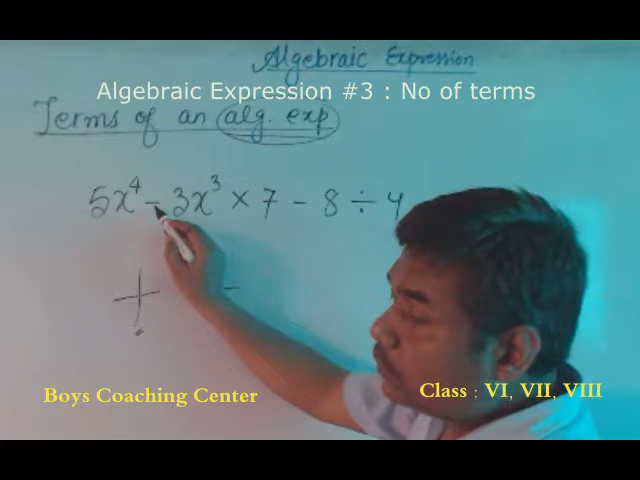 Algebraic Expression
Algebraic Expression #3 : No of terms
Terms of an alg. exp
5x⁴ - 3x³ × 7 - 8 ÷ 4
+ -
Boys Coaching Center
Class : VI, VII, VIII